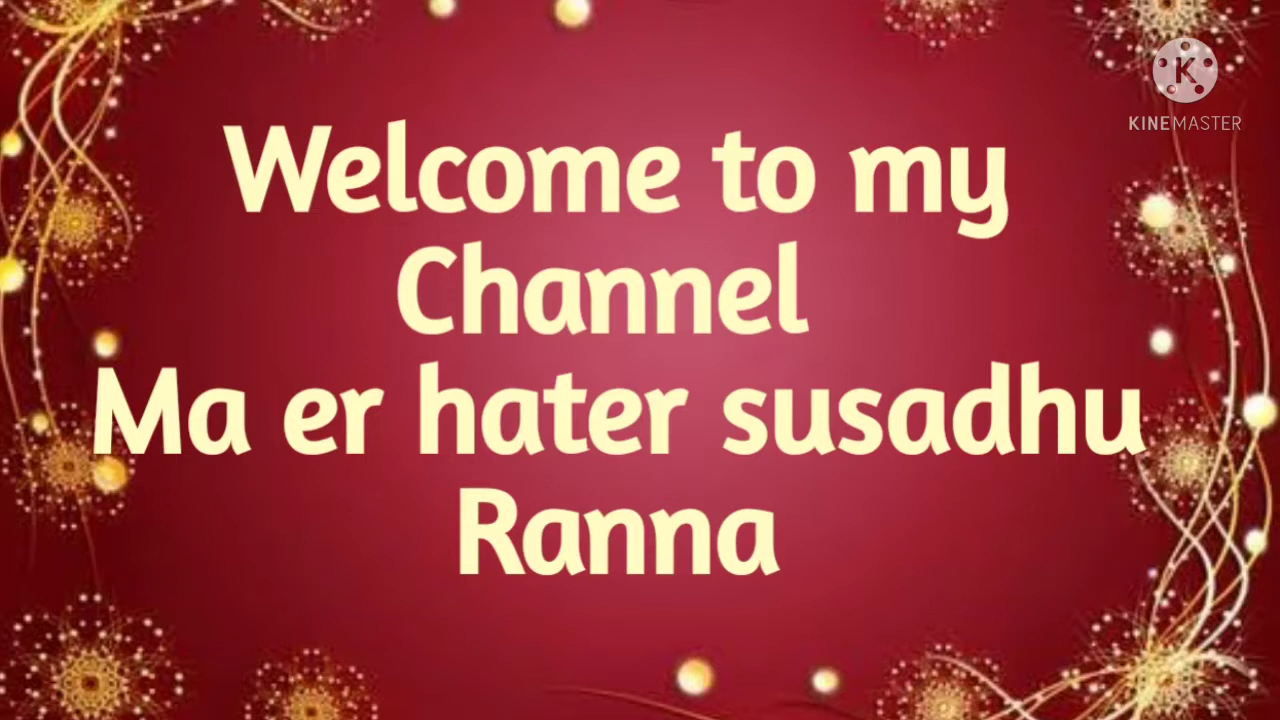 KINEMASTER
Welcome to my
Channel
Ma er hater susadhu
Ranna